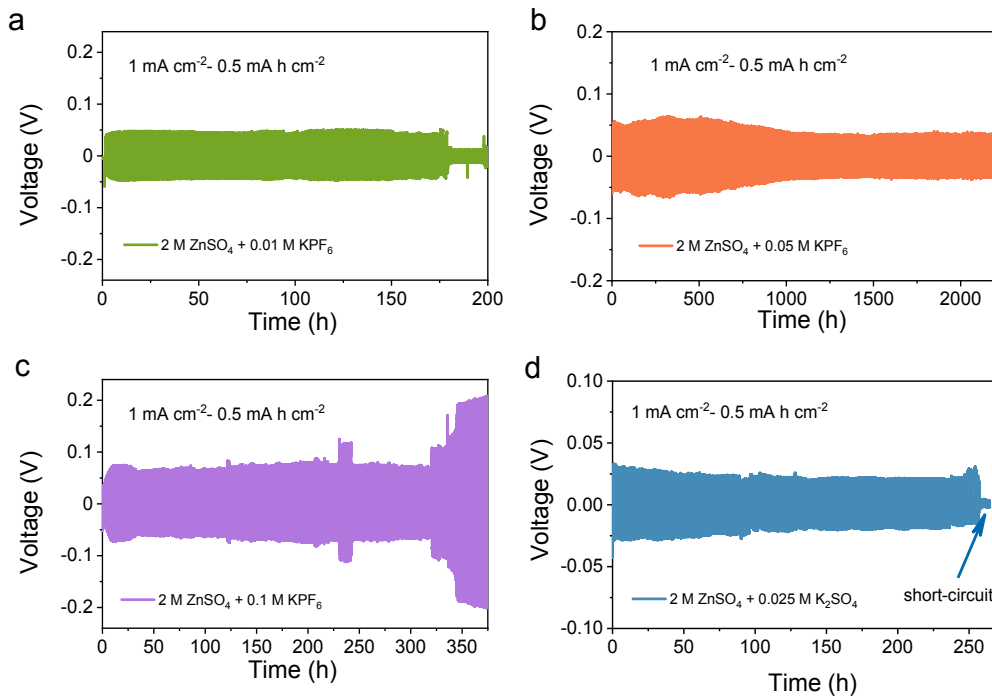 a
0.2
0.1
0
-0.1
-0.2
Voltage (V)
1 mA cm⁻²- 0.5 mA h cm⁻²
2 M ZnSO₄ + 0.01 M KPF₆
0 50 100 150 200
Time (h)
b
0.2
0.1
0
-0.1
-0.2
Voltage (V)
1 mA cm⁻²- 0.5 mA h cm⁻²
2 M ZnSO₄ + 0.05 M KPF₆
0 500 1000 1500 2000
Time (h)
c
0.2
0.1
0
-0.1
-0.2
Voltage (V)
1 mA cm⁻²- 0.5 mA h cm⁻²
2 M ZnSO₄ + 0.1 M KPF₆
0 50 100 150 200 250 300 350
Time (h)
d
0.10
0.05
0.00
-0.05
-0.10
Voltage (V)
1 mA cm⁻²- 0.5 mA h cm⁻²
short-circuit
2 M ZnSO₄ + 0.025 M K₂SO₄
0 50 100 150 200 250
Time (h)